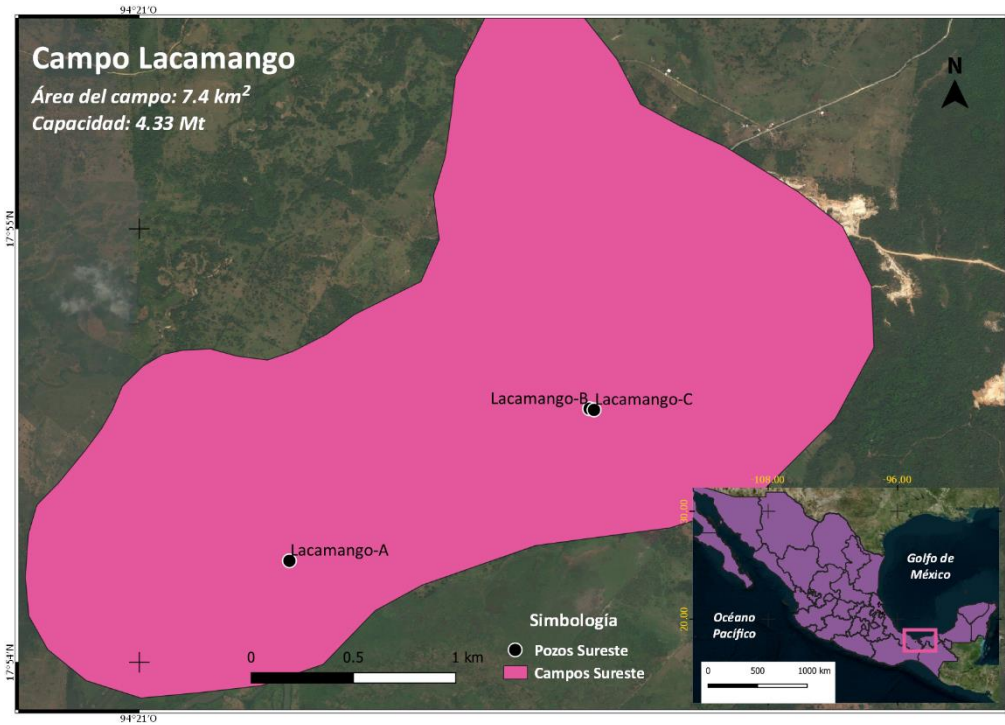 94°21'O
Campo Lacamango
Área del campo: 7.4 km²
Capacidad: 4.33 Mt
N
17°55'N
Lacamango-B
Lacamango-C
Lacamango-A
-108.00
-96.00
30.00
Golfo de
México
20.00
Océano
Pacífico
Simbología
Pozos Sureste
Campos Sureste
0 0.5 1 km
0 500 1000 km
17°54'N
94°21'O